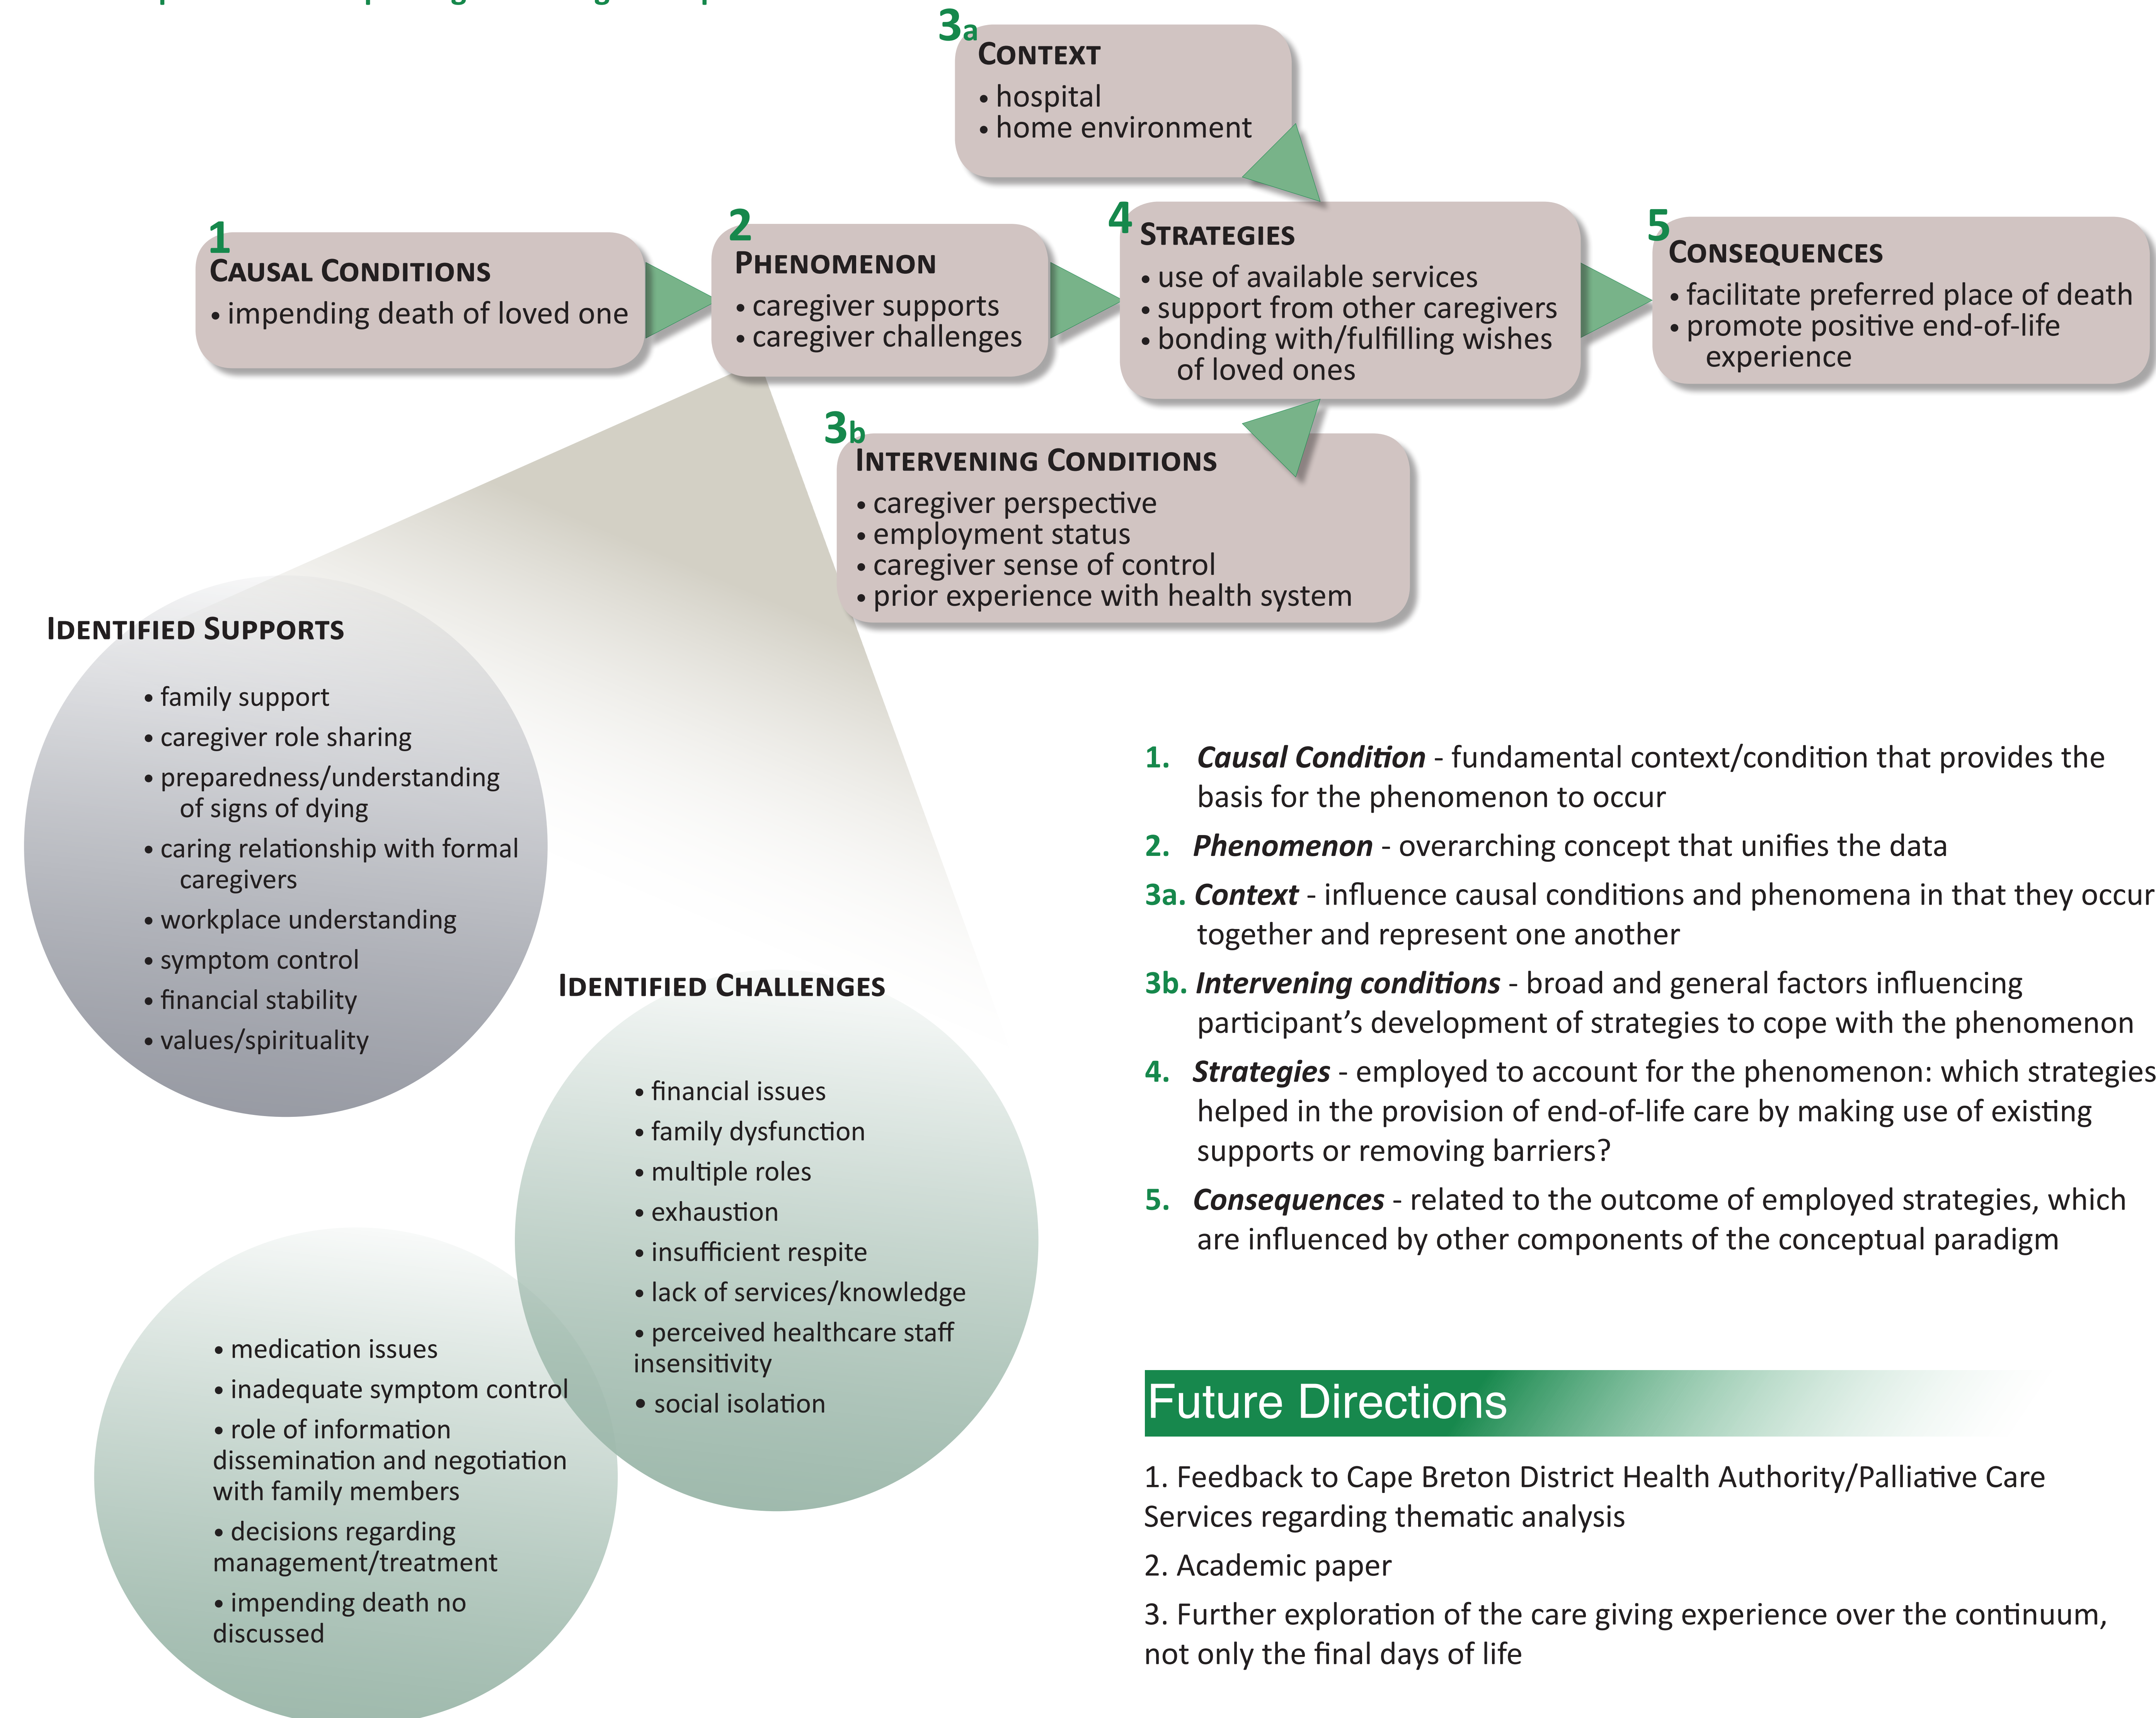 3a
CONTEXT
• hospital
• home environment
1
CAUSAL CONDITIONS
• impending death of loved one
2
PHENOMENON
• caregiver supports
• caregiver challenges
4
STRATEGIES
• use of available services
• support from other caregivers
• bonding with/fulfilling wishes
of loved ones
5
CONSEQUENCES
• facilitate preferred place of death
• promote positive end-of-life
experience
3b
INTERVENING CONDITIONS
• caregiver perspective
• employment status
• caregiver sense of control
• prior experience with health system
IDENTIFIED SUPPORTS
• family support
• caregiver role sharing
• preparedness/understanding
of signs of dying
• caring relationship with formal
caregivers
• workplace understanding
• symptom control
• financial stability
• values/spirituality
IDENTIFIED CHALLENGES
• financial issues
• family dysfunction
• multiple roles
• exhaustion
• insufficient respite
• lack of services/knowledge
• perceived healthcare staff
insensitivity
• social isolation
• medication issues
• inadequate symptom control
• role of information
dissemination and negotiation
with family members
• decisions regarding
management/treatment
• impending death no
discussed
1. Causal Condition - fundamental context/condition that provides the
basis for the phenomenon to occur
2. Phenomenon - overarching concept that unifies the data
3a. Context - influence causal conditions and phenomena in that they occur
together and represent one another
3b. Intervening conditions - broad and general factors influencing
participant’s development of strategies to cope with the phenomenon
4. Strategies - employed to account for the phenomenon: which strategies
helped in the provision of end-of-life care by making use of existing
supports or removing barriers?
5. Consequences - related to the outcome of employed strategies, which
are influenced by other components of the conceptual paradigm
Future Directions
1. Feedback to Cape Breton District Health Authority/Palliative Care
Services regarding thematic analysis
2. Academic paper
3. Further exploration of the care giving experience over the continuum,
not only the final days of life